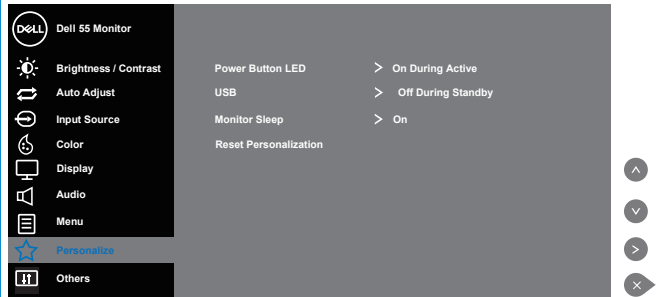 DELL Dell 55 Monitor
Brightness / Contrast Power Button LED > On During Active
Auto Adjust USB > Off During Standby
Input Source Monitor Sleep > On
Color Reset Personalization
Display
Audio
Menu
Personalize
Others